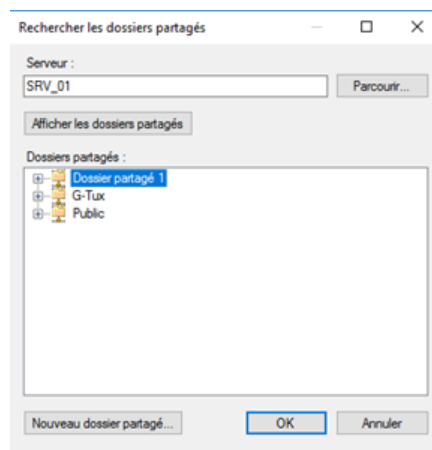 Rechercher les dossiers partagés
Serveur :
SRV_01
Parcourir...
Afficher les dossiers partagés
Dossiers partagés :
Dossier partagé 1
G-Tux
Public
Nouveau dossier partagé...
OK
Annuler